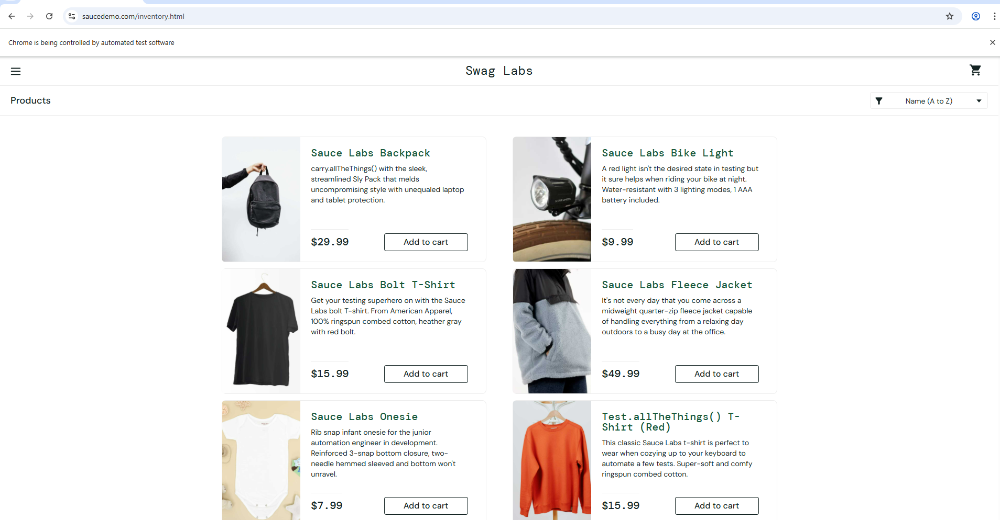 saucedemo.com/inventory.html
Chrome is being controlled by automated test software
Swag Labs
Products
Name (A to Z)
Sauce Labs Backpack
carry.allTheThings() with the sleek,
streamlined Sly Pack that melds
uncompromising style with unequaled laptop
and tablet protection.
$29.99
Add to cart
Sauce Labs Bike Light
A red light isn't the desired state in testing but
it sure helps when riding your bike at night.
Water-resistant with 3 lighting modes, 1 AAA
battery included.
STAR UNION
$9.99
Add to cart
Sauce Labs Bolt T-Shirt
Get your testing superhero on with the Sauce
Labs bolt T-shirt. From American Apparel,
100% ringspun combed cotton, heather gray
with red bolt.
$15.99
Add to cart
Sauce Labs Fleece Jacket
It's not every day that you come across a
midweight quarter-zip fleece jacket capable
of handling everything from a relaxing day
outdoors to a busy day at the office.
$49.99
Add to cart
Sauce Labs Onesie
Rib snap infant onesie for the junior
automation engineer in development.
Reinforced 3-snap bottom closure, two-
needle hemmed sleeved and bottom won't
unravel.
$7.99
Add to cart
Test.allTheThings() T-
Shirt (Red)
This classic Sauce Labs t-shirt is perfect to
wear when cozying up to your keyboard to
automate a few tests. Super-soft and comfy
ringspun combed cotton.
$15.99
Add to cart